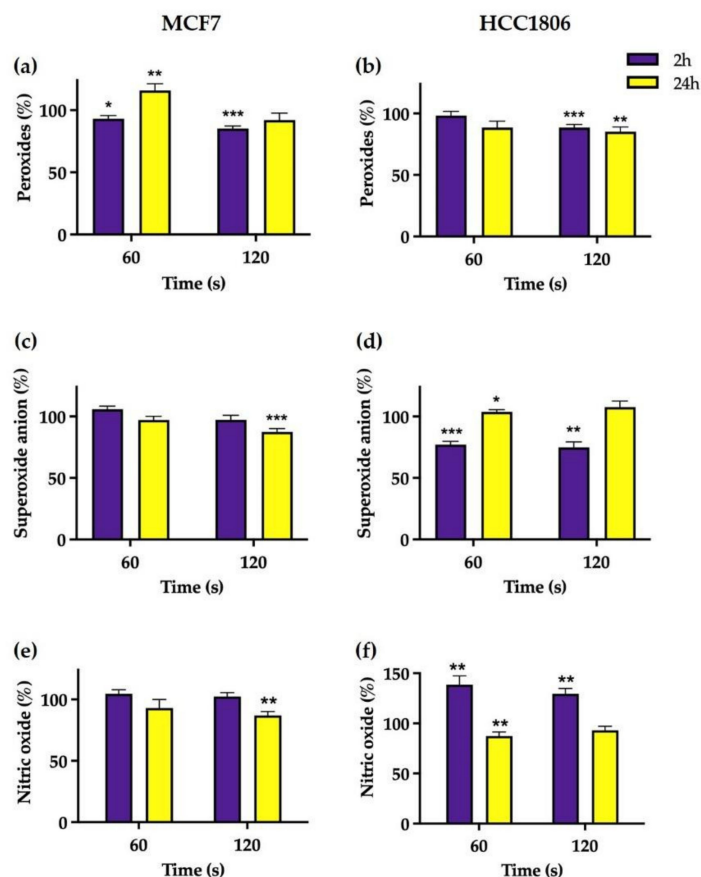 MCF7
HCC1806
2h
24h
(a)
Peroxides (%)
100
50
0
*
**
***
60
120
Time (s)
(b)
Peroxides (%)
100
50
0
***
**
60
120
Time (s)
(c)
Superoxide anion (%)
100
50
0
***
60
120
Time (s)
(d)
Superoxide anion (%)
100
50
0
***
*
**
60
120
Time (s)
(e)
Nitric oxide (%)
100
50
0
**
60
120
Time (s)
(f)
Nitric oxide (%)
150
100
50
0
**
**
**
60
120
Time (s)